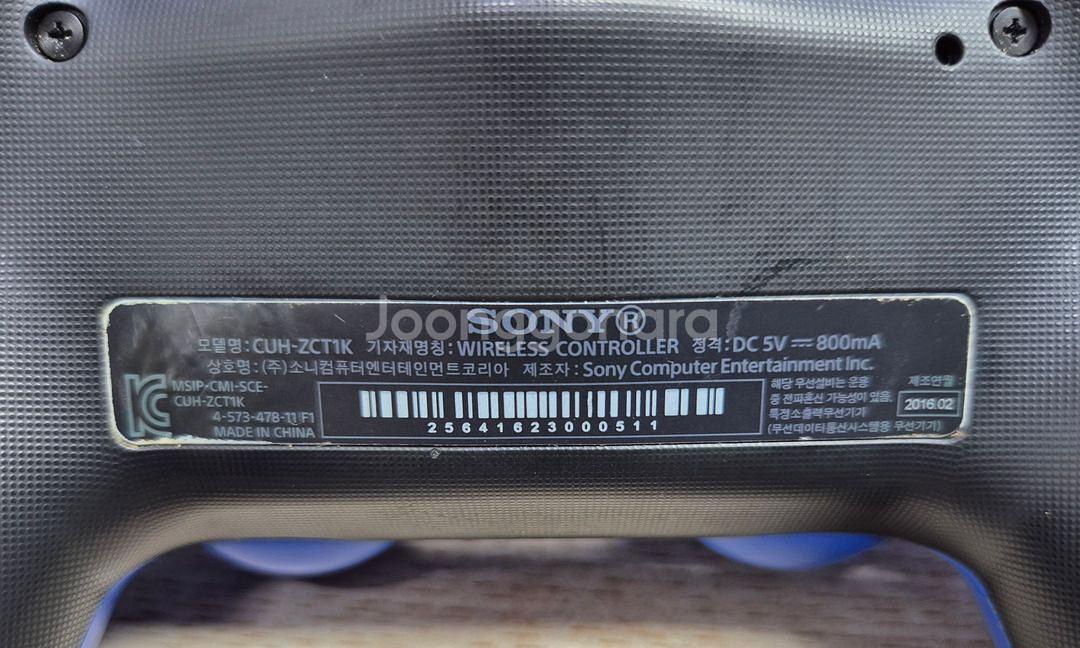 SONY®
Joonggonara
모델명 : CUH-ZCT1K 기자재명칭 : WIRELESS CONTROLLER 정격 : DC 5V ⎓ 800mA
상호명 : (주)소니컴퓨터엔터테인먼트코리아 제조자 : Sony Computer Entertainment Inc.
MSIP-CMI-SCE-
CUH-ZCT1K
4-573-478-11 F1
MADE IN CHINA
25641623000511
해당 무선설비는 운용
중 전파혼신 가능성이 있음
특정소출력무선기기
(무선데이터통신시스템용 무선기기)
제조연월 :
2016.02